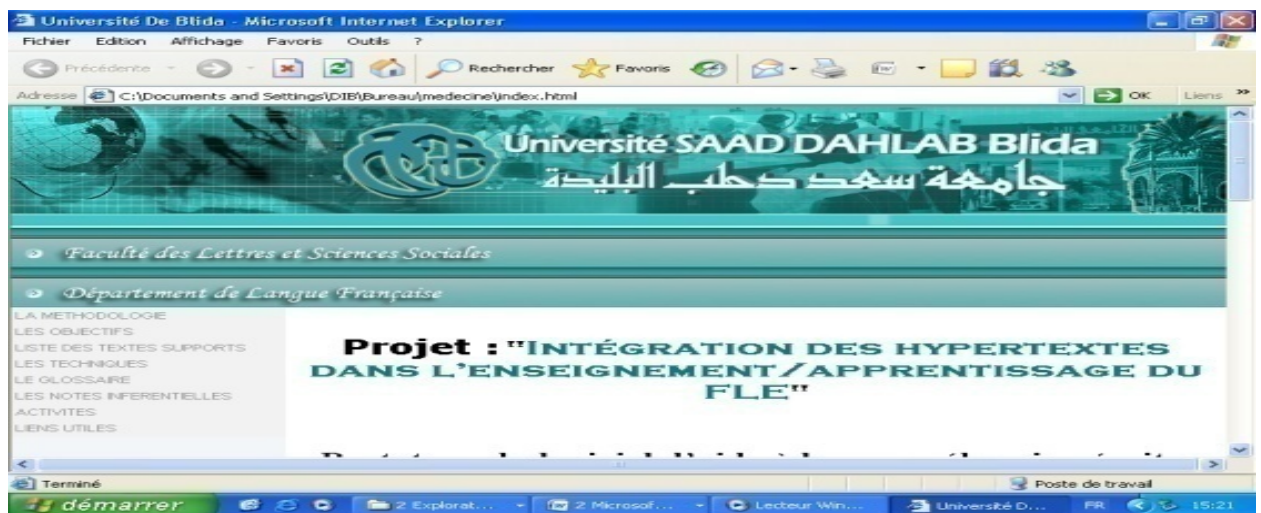 Université De Blida - Microsoft Internet Explorer
Fichier Edition Affichage Favoris Outils ?
Précédente Rechercher Favoris
Adresse C:\Documents and Settings\DIB\Bureau\medecine\index.html OK Liens »
Université SAAD DAHLAB Blida
جامعة سعد دحلب البليدة
Faculté des Lettres et Sciences Sociales
Département de Langue Française
LA METHODOLOGIE
LES OBJECTIFS
LISTE DES TEXTES SUPPORTS
LES TECHNIQUES
LE GLOSSAIRE
LES NOTES INFERENTIELLES
ACTIVITES
LIENS UTILES
Projet : "INTÉGRATION DES HYPERTEXTES
DANS L'ENSEIGNEMENT/APPRENTISSAGE DU
FLE"
Terminé Poste de travail
démarrer 2 Explorat... 2 Microsof... Lecteur Win... Université D... FR 15:21